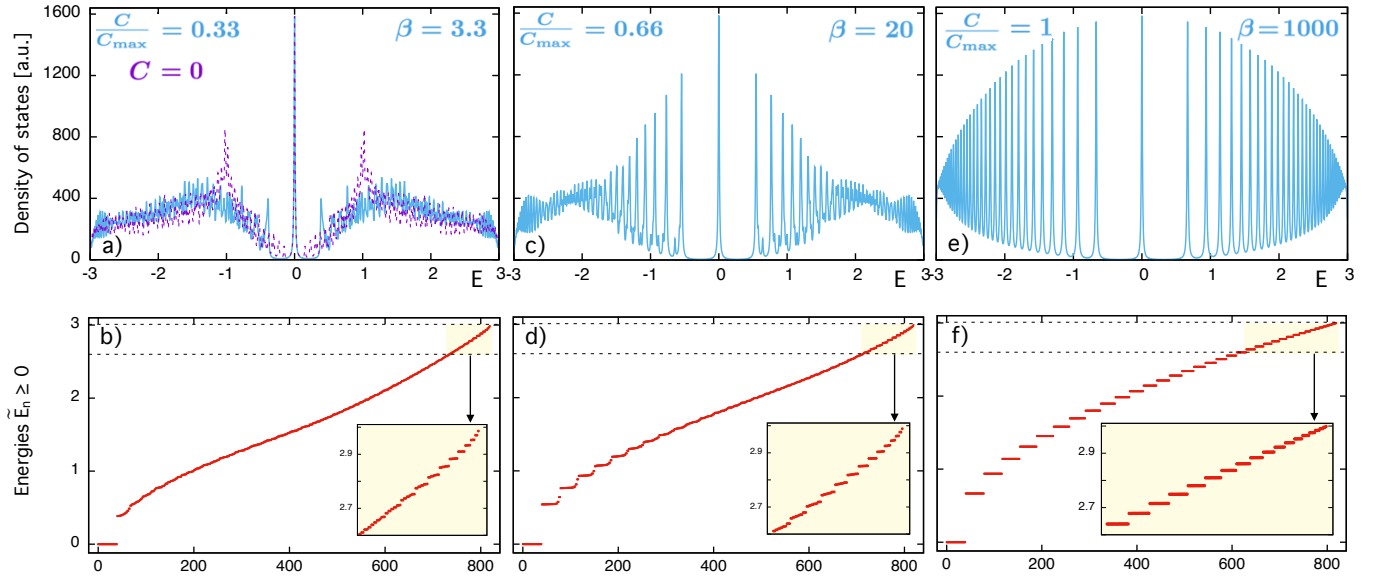 Density of states [a.u.]
1600
1200
800
400
0
C/Cmax = 0.33
β = 3.3
C = 0
a)
-3 -2 -1 0 1 2 3
E
C/Cmax = 0.66
β = 20
c)
-3 -2 -1 0 1 2 3
E
C/Cmax = 1
β=1000
e)
-3 -2 -1 0 1 2 3
E
Energies Ẽn ≥ 0
3
2
1
0
b)
2.9
2.7
0 200 400 600 800
d)
2.9
2.7
0 200 400 600 800
f)
2.9
2.7
0 200 400 600 800